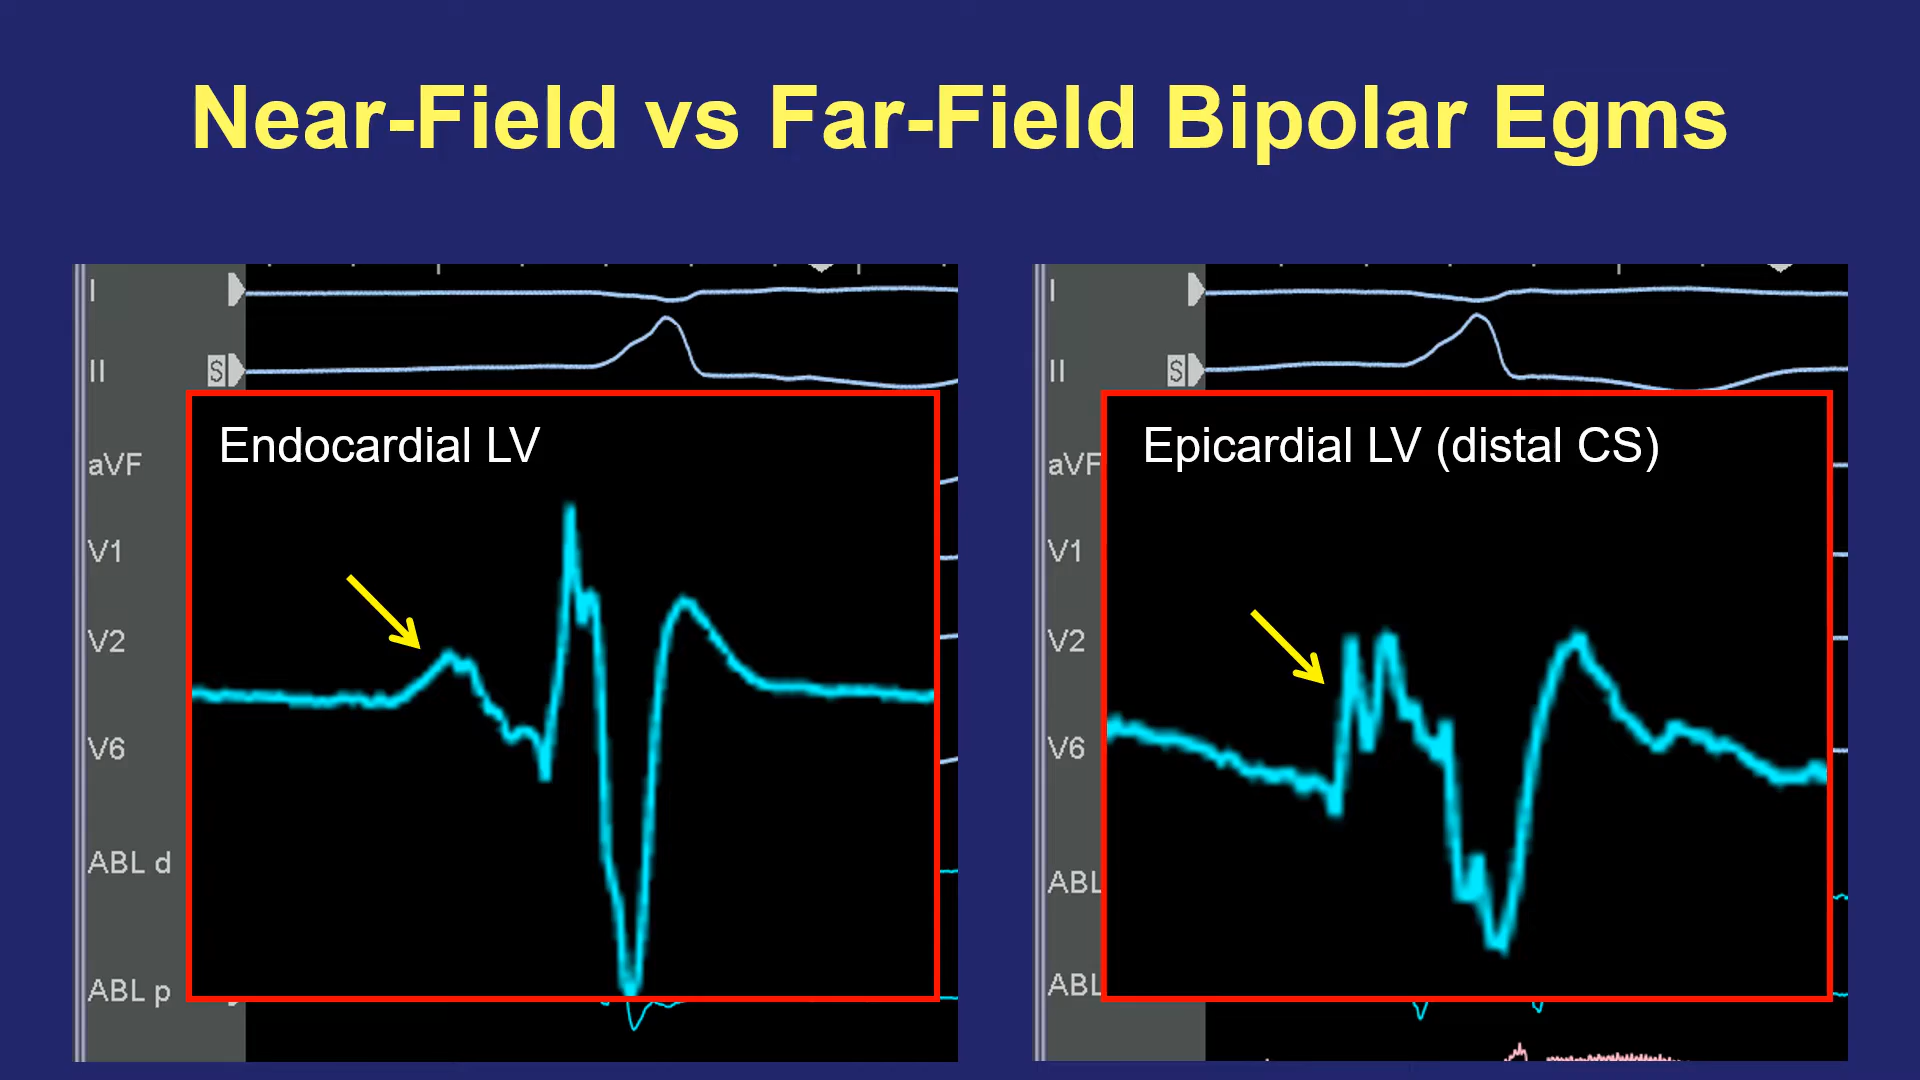 Near-Field vs Far-Field Bipolar Egms
I
II
S
aVF
V1
V2
V6
ABL d
ABL p
Endocardial LV
I
II
S
aVF
V1
V2
V6
ABL
ABL
Epicardial LV (distal CS)